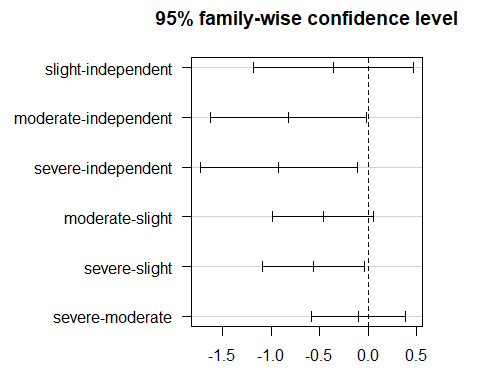 95% family-wise confidence level
slight-independent
moderate-independent
severe-independent
moderate-slight
severe-slight
severe-moderate
-1.5 -1.0 -0.5 0.0 0.5